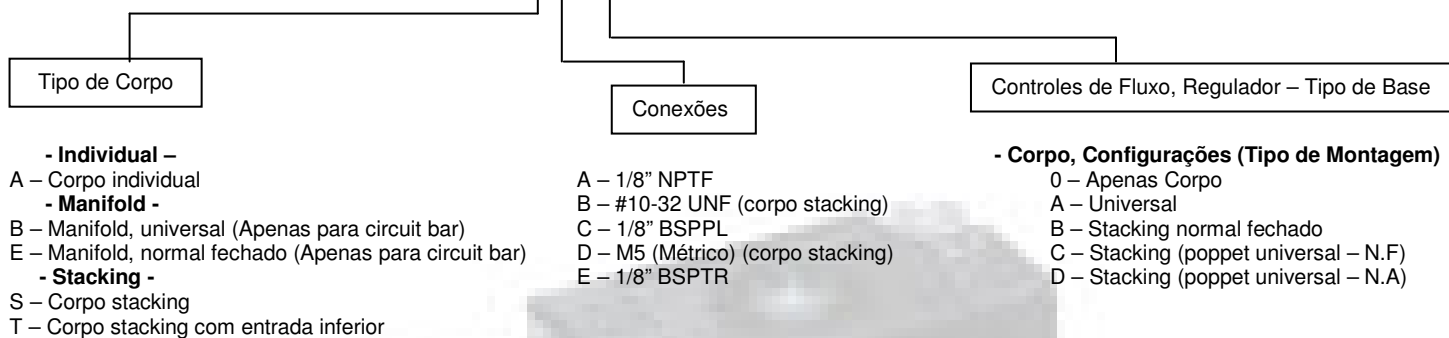 Tipo de Corpo
- Individual –
A – Corpo individual
- Manifold -
B – Manifold, universal (Apenas para circuit bar)
E – Manifold, normal fechado (Apenas para circuit bar)
- Stacking -
S – Corpo stacking
T – Corpo stacking com entrada inferior
Conexões
A – 1/8” NPTF
B – #10-32 UNF (corpo stacking)
C – 1/8” BSPPL
D – M5 (Métrico) (corpo stacking)
E – 1/8” BSPTR
Controles de Fluxo, Regulador – Tipo de Base
- Corpo, Configurações (Tipo de Montagem)
0 – Apenas Corpo
A – Universal
B – Stacking normal fechado
C – Stacking (poppet universal – N.F)
D – Stacking (poppet universal – N.A)